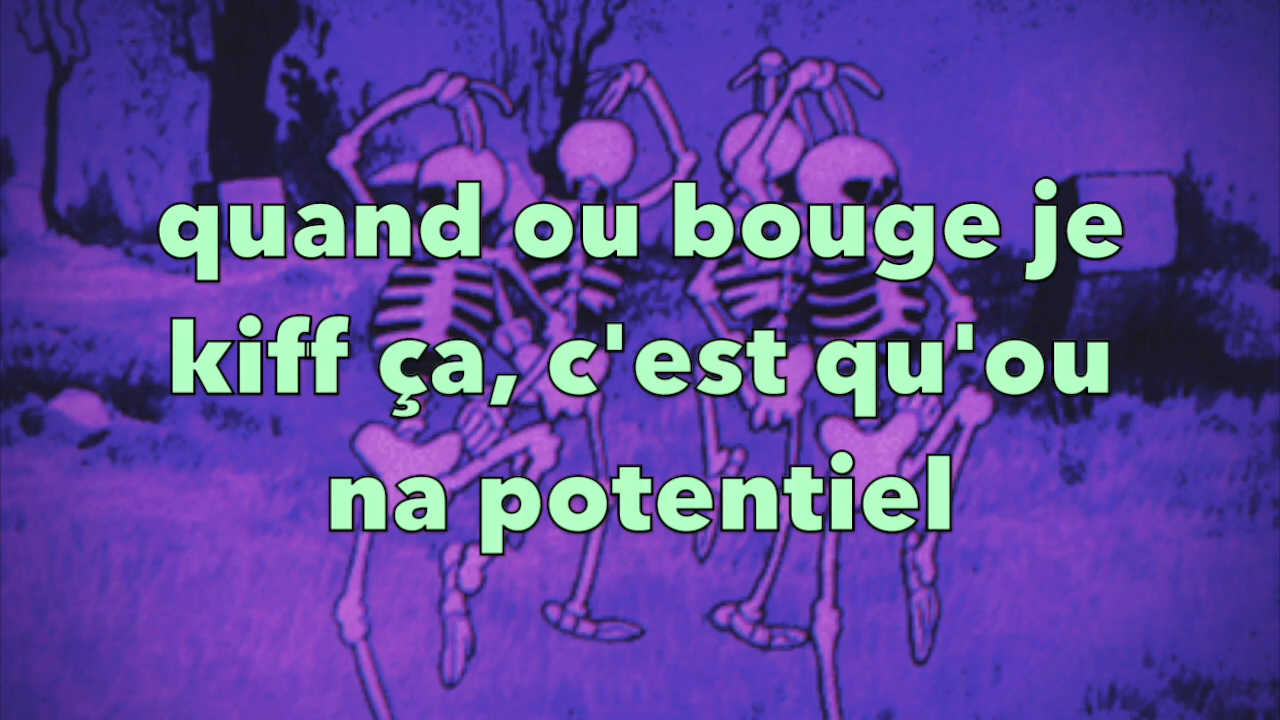 quand ou bouge je
kiff ça, c'est qu'ou
na potentiel